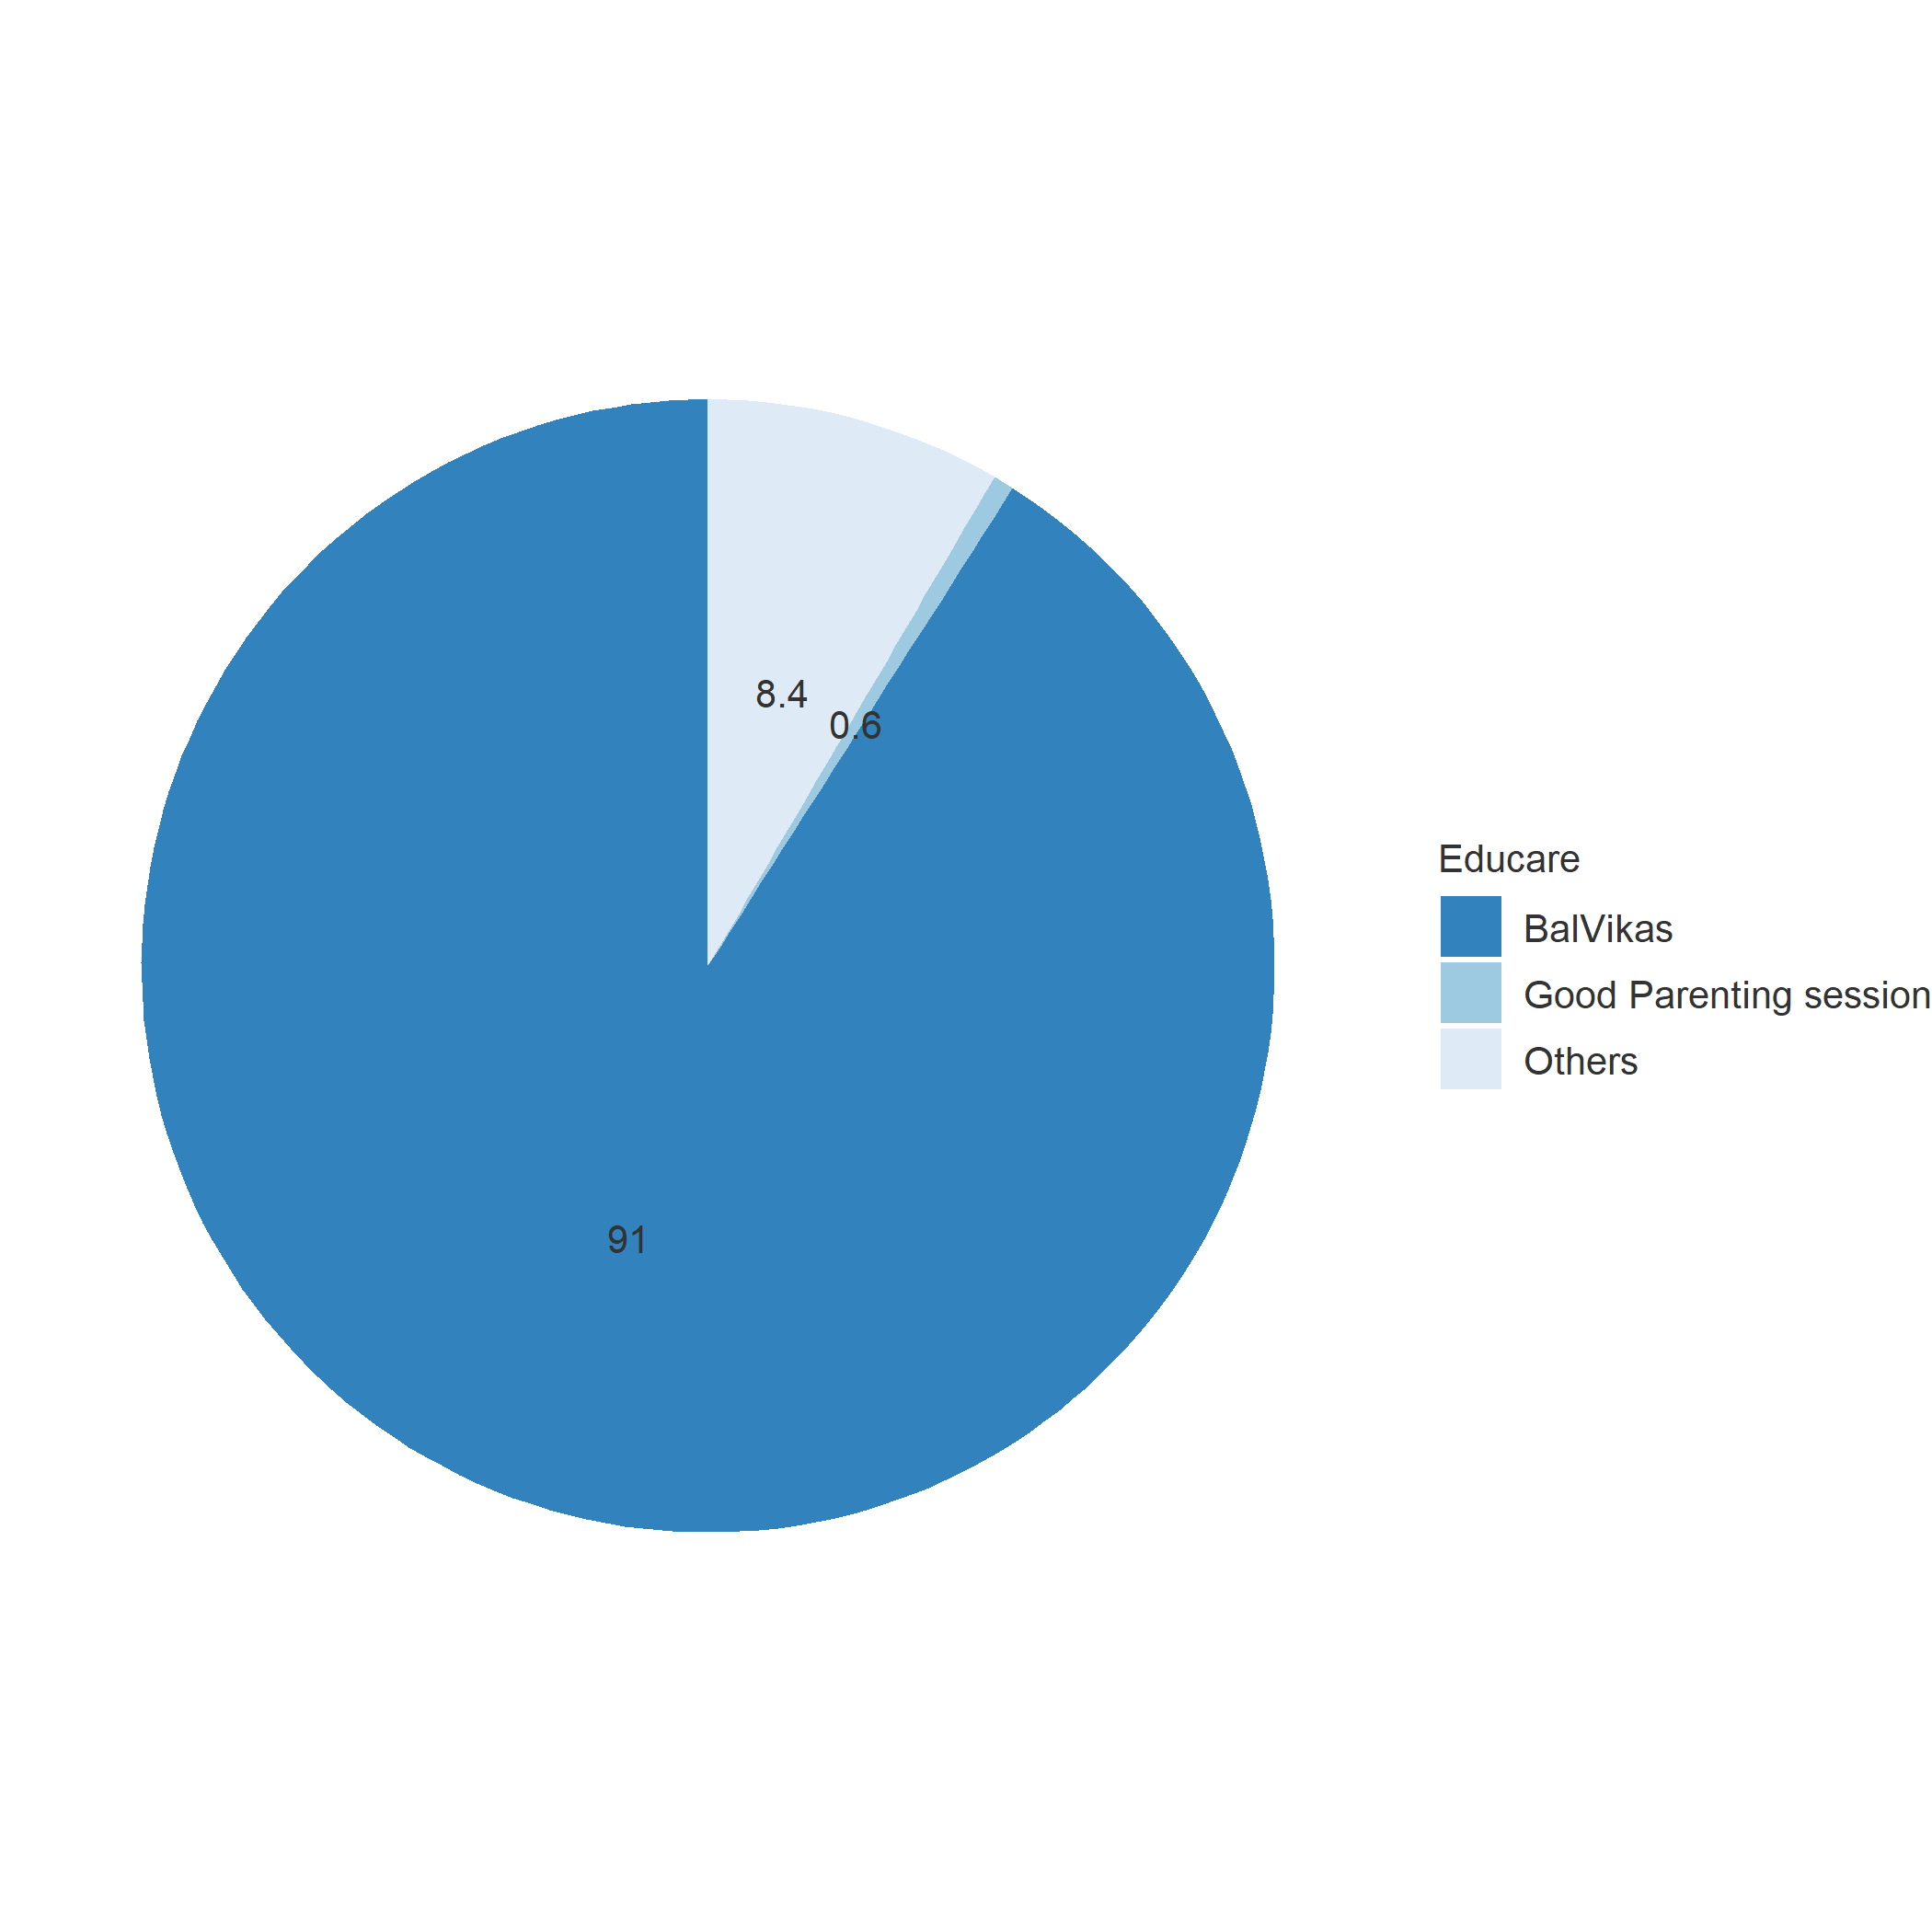 8.4
0.6
91
Educare
BalVikas
Good Parenting session
Others